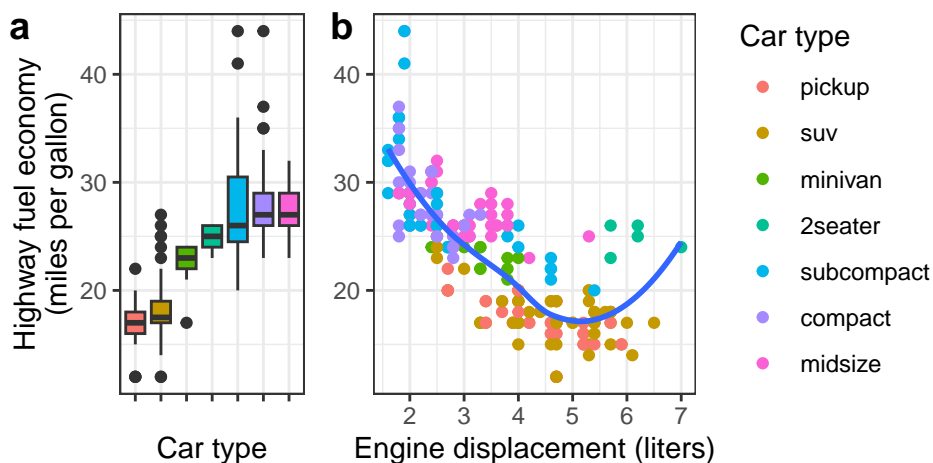 a
b
Highway fuel economy
(miles per gallon)
40
30
20
Car type
40
30
20
2 3 4 5 6 7
Engine displacement (liters)
Car type
pickup
suv
minivan
2seater
subcompact
compact
midsize